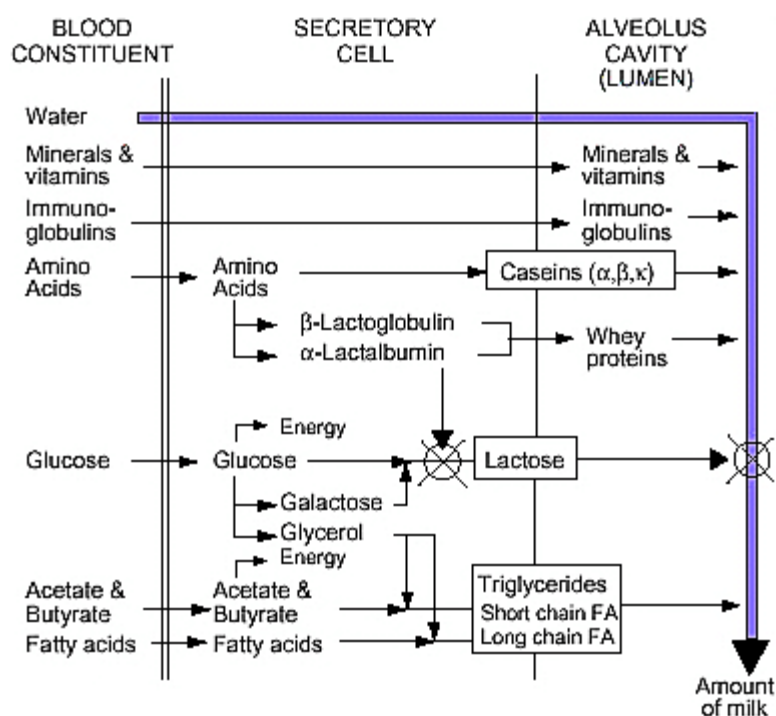 BLOOD
CONSTITUENT
SECRETORY
CELL
ALVEOLUS
CAVITY
(LUMEN)
Water
Minerals &
vitamins
Minerals &
vitamins
Immuno-
globulins
Immuno-
globulins
Amino
Acids
Amino
Acids
Caseins (α,β,κ)
β-Lactoglobulin
α-Lactalbumin
Whey
proteins
Energy
Glucose
Glucose
Lactose
Galactose
Glycerol
Energy
Acetate &
Butyrate
Acetate &
Butyrate
Triglycerides
Short chain FA
Long chain FA
Fatty acids
Fatty acids
Amount
of milk